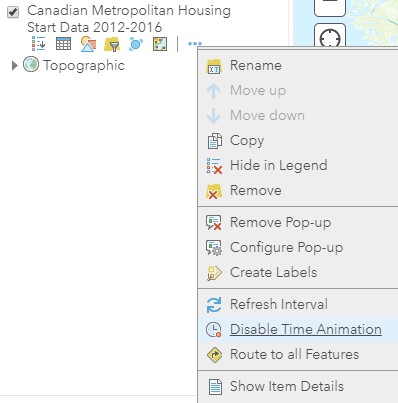 Canadian Metropolitan Housing
Start Data 2012-2016
Topographic
Rename
Move up
Move down
Copy
Hide in Legend
Remove
Remove Pop-up
Configure Pop-up
Create Labels
Refresh Interval
Disable Time Animation
Route to all Features
Show Item Details